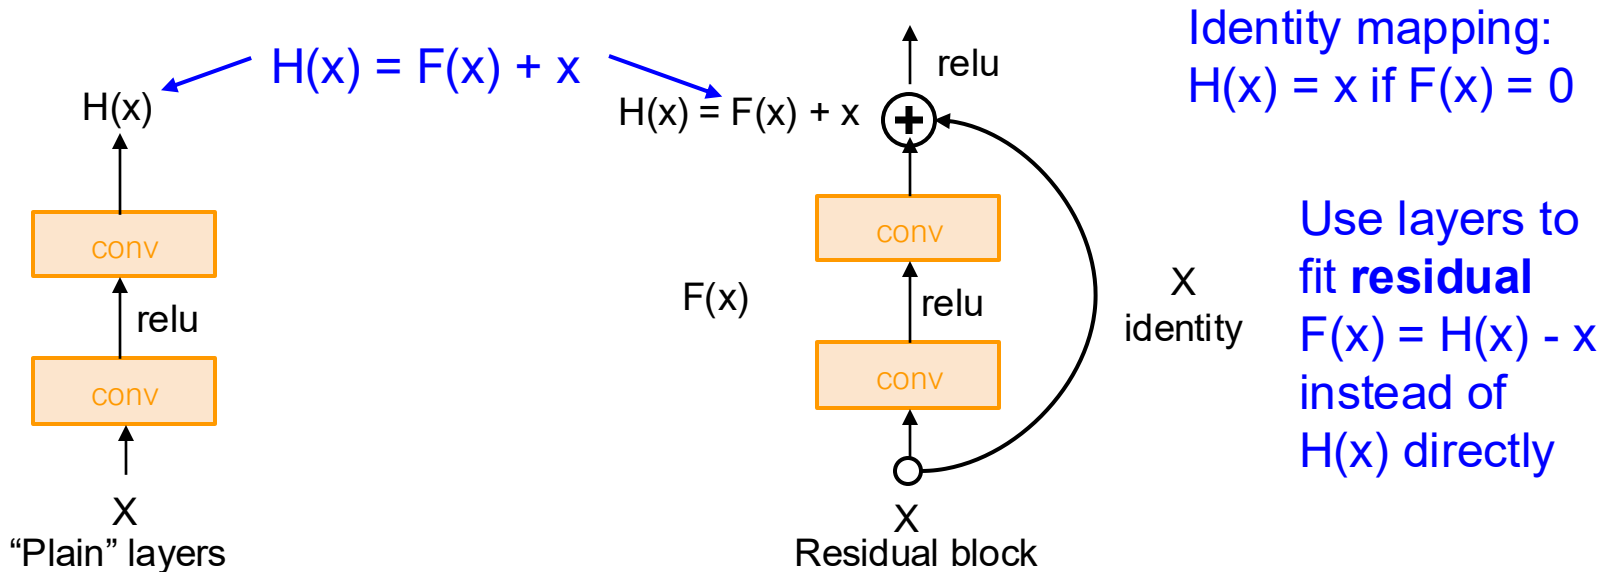 H(x) = F(x) + x
H(x)
conv
relu
conv
X
“Plain” layers
relu
H(x) = F(x) + x
+
conv
F(x)
relu
conv
X
identity
X
Residual block
Identity mapping:
H(x) = x if F(x) = 0
Use layers to
fit residual
F(x) = H(x) - x
instead of
H(x) directly